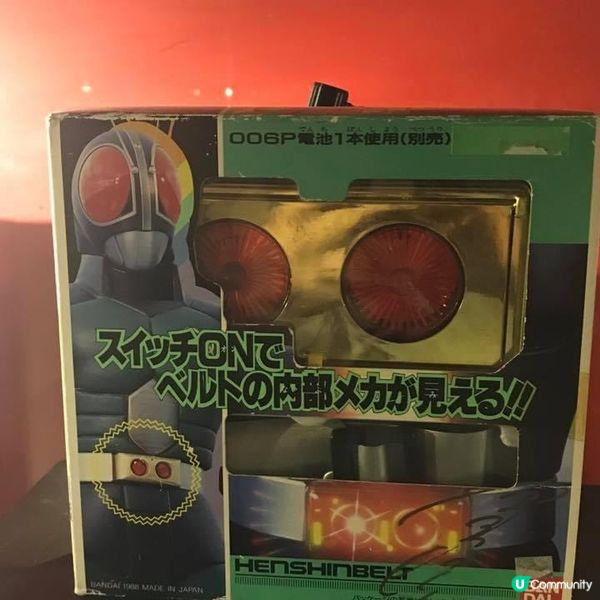 006P電池1本使用(別売)
スイッチONで
ベルトの内部メカが見える!!
HENSHINBELT
BANDAI 1988 MADE IN JAPAN
U Community